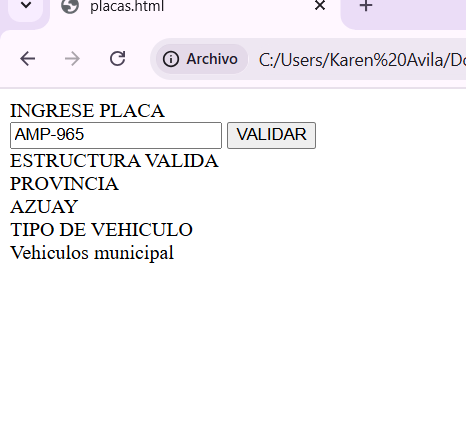 placas.html
Archivo C:/Users/Karen%20Avila/Do
INGRESE PLACA
AMP-965 VALIDAR
ESTRUCTURA VALIDA
PROVINCIA
AZUAY
TIPO DE VEHICULO
Vehiculos municipal